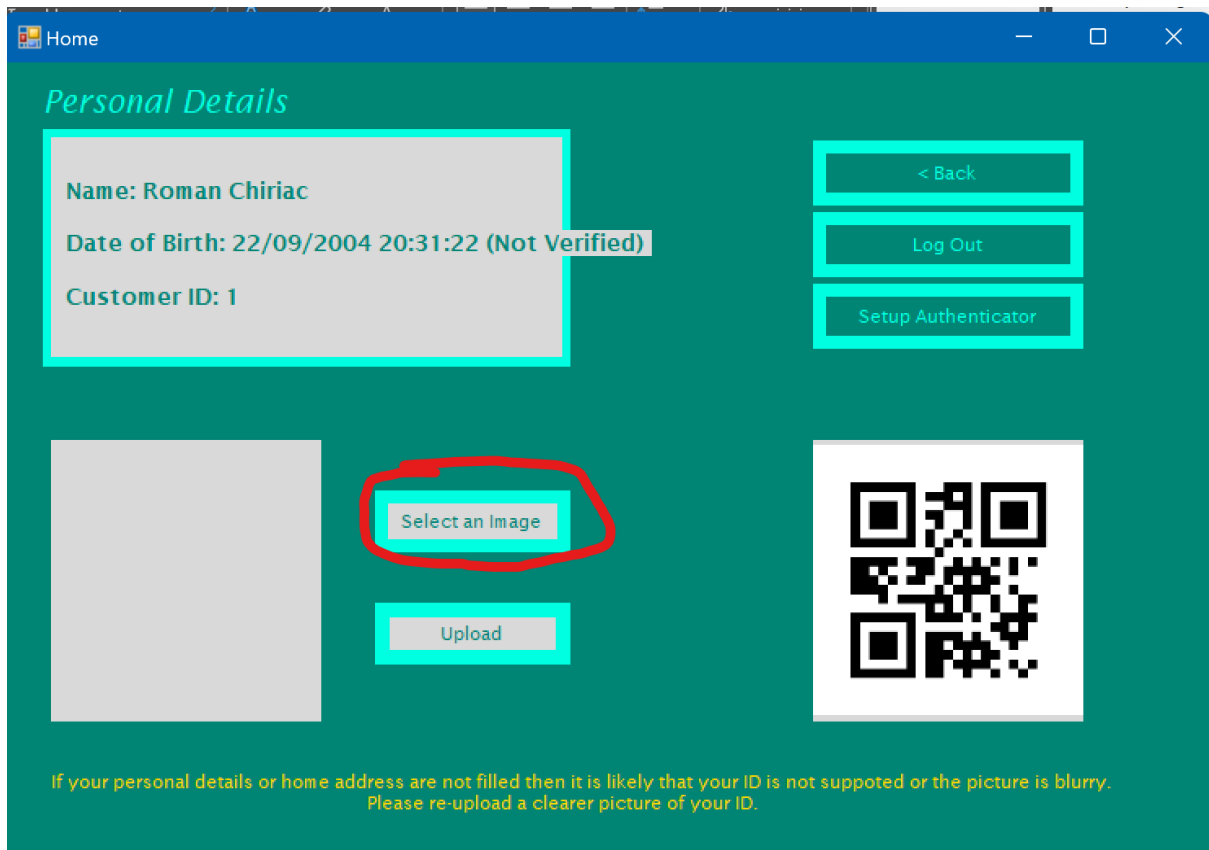 Home
Personal Details
Name: Roman Chiriac
Date of Birth: 22/09/2004 20:31:22 (Not Verified)
Customer ID: 1
< Back
Log Out
Setup Authenticator
Select an Image
Upload
If your personal details or home address are not filled then it is likely that your ID is not suppoted or the picture is blurry.
Please re-upload a clearer picture of your ID.